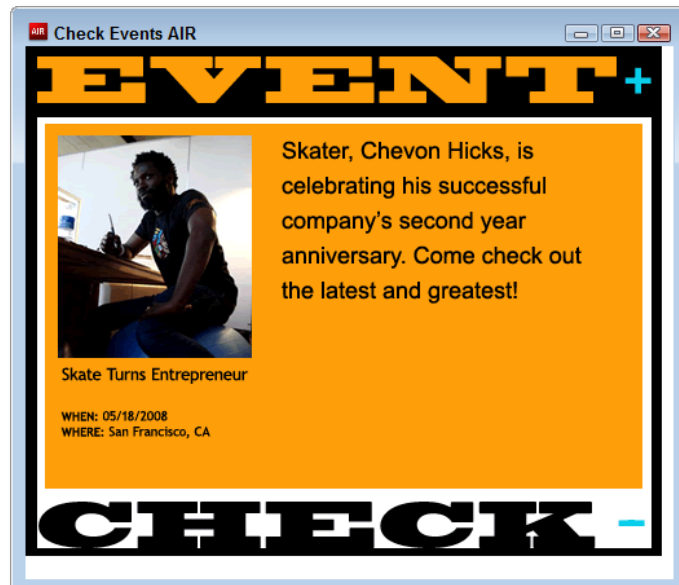 AIR Check Events AIR
EVENT+
Skater, Chevon Hicks, is
celebrating his successful
company's second year
anniversary. Come check out
the latest and greatest!
Skate Turns Entrepreneur
WHEN: 05/18/2008
WHERE: San Francisco, CA
CHECK -